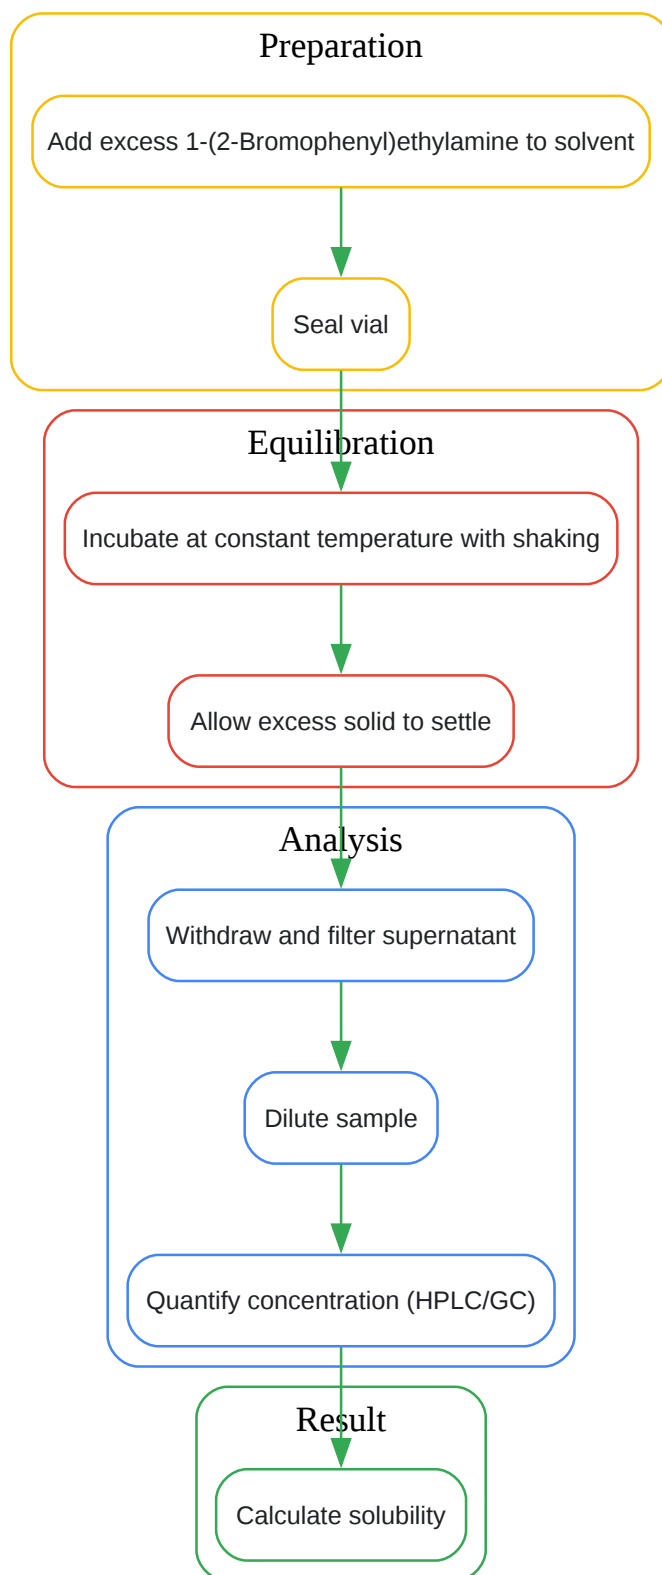 Preparation
Add excess 1-(2-Bromophenyl)ethylamine to solvent
Seal vial
Equilibration
Incubate at constant temperature with shaking
Allow excess solid to settle
Analysis
Withdraw and filter supernatant
Dilute sample
Quantify concentration (HPLC/GC)
Result
Calculate solubility